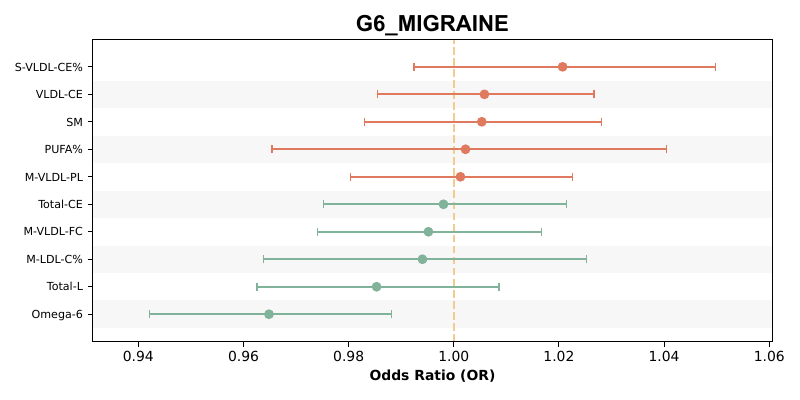 G6_MIGRAINE
S-VLDL-CE%
VLDL-CE
SM
PUFA%
M-VLDL-PL
Total-CE
M-VLDL-FC
M-LDL-C%
Total-L
Omega-6
0.94 0.96 0.98 1.00 1.02 1.04 1.06
Odds Ratio (OR)